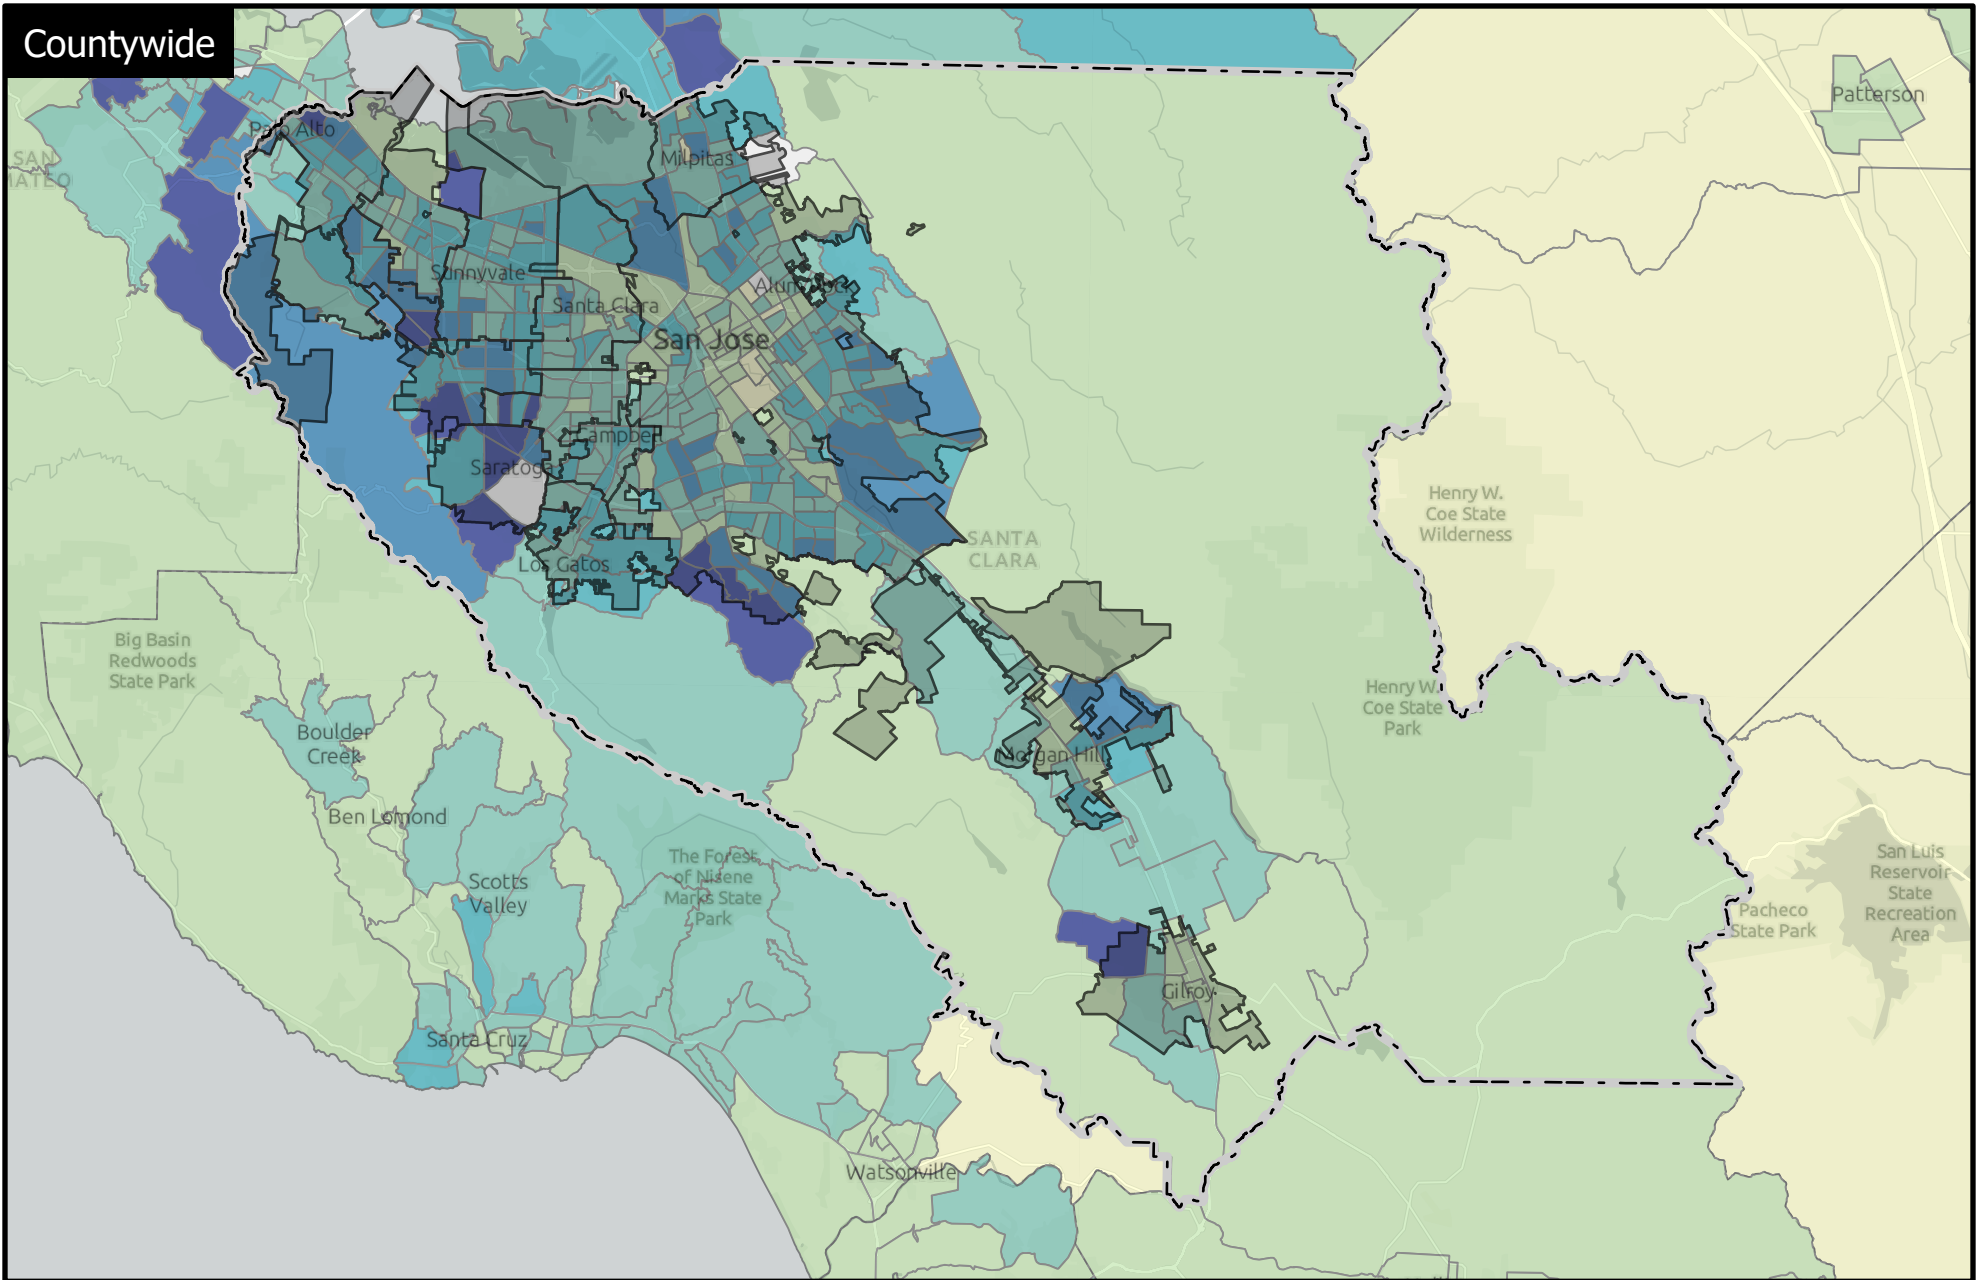 Countywide
Patterson
Palo Alto
Milpitas
SAN
MATEO
Sunnyvale
Alum Rock
Santa Clara
San Jose
Campbell
Saratoga
Henry W.
Coe State
Wilderness
SANTA
CLARA
Los Gatos
Big Basin
Redwoods
State Park
Henry W.
Coe State
Park
Boulder
Creek
Morgan Hill
Ben Lomond
The Forest
of Nisene
Marks State
Park
San Luis
Reservoir
State
Recreation
Area
Scotts
Valley
Pacheco
State Park
Gilroy
Santa Cruz
Watsonville